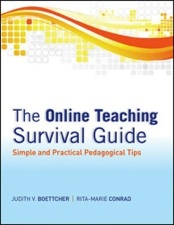 The Online Teaching
Survival Guide
Simple and Practical Pedagogical Tips
JUDITH V. BOETTCHER | RITA-MARIE CONRAD